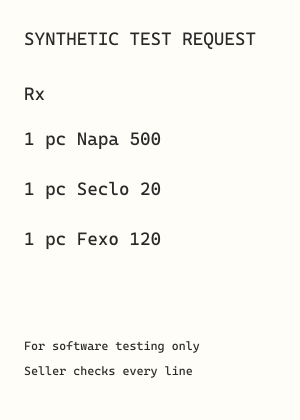 SYNTHETIC TEST REQUEST
Rx
1 pc Napa 500
1 pc Seclo 20
1 pc Fexo 120
For software testing only
Seller checks every line